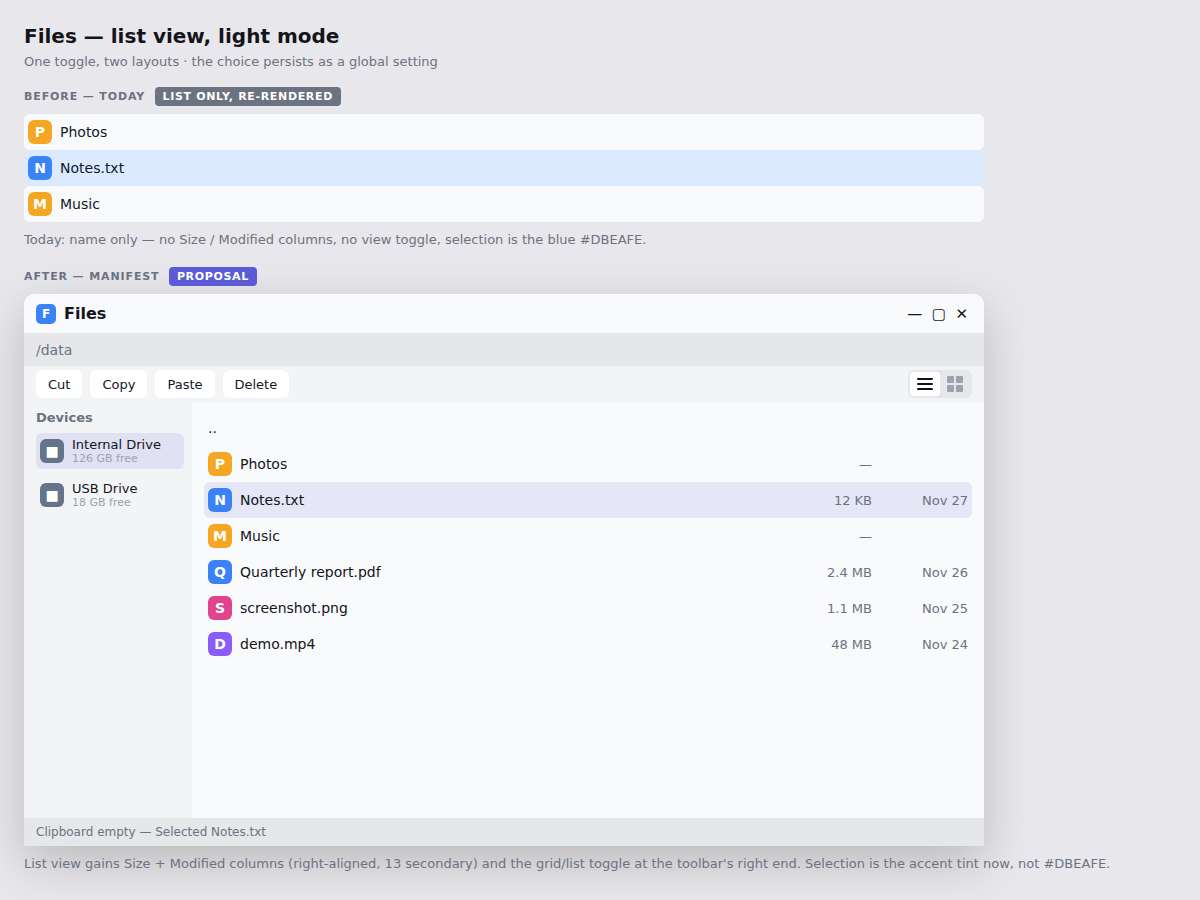 Files — list view, light mode
One toggle, two layouts · the choice persists as a global setting
BEFORE — TODAY LIST ONLY, RE-RENDERED
P Photos
N Notes.txt
M Music
Today: name only — no Size / Modified columns, no view toggle, selection is the blue #DBEAFE.
AFTER — MANIFEST PROPOSAL
F Files
/data
Cut Copy Paste Delete
Devices
Internal Drive
126 GB free
USB Drive
18 GB free
..
P Photos —
N Notes.txt 12 KB Nov 27
M Music —
Q Quarterly report.pdf 2.4 MB Nov 26
S screenshot.png 1.1 MB Nov 25
D demo.mp4 48 MB Nov 24
Clipboard empty — Selected Notes.txt
List view gains Size + Modified columns (right-aligned, 13 secondary) and the grid/list toggle at the toolbar's right end. Selection is the accent tint now, not #DBEAFE.